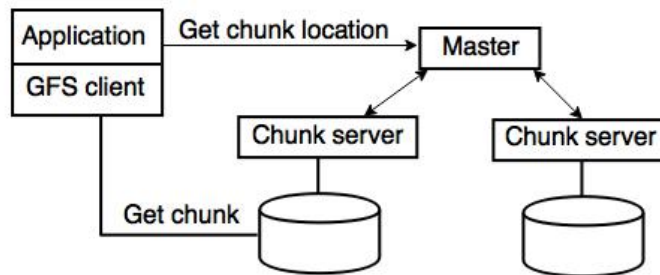 Application
Get chunk location
Master
GFS client
Chunk server
Chunk server
Get chunk